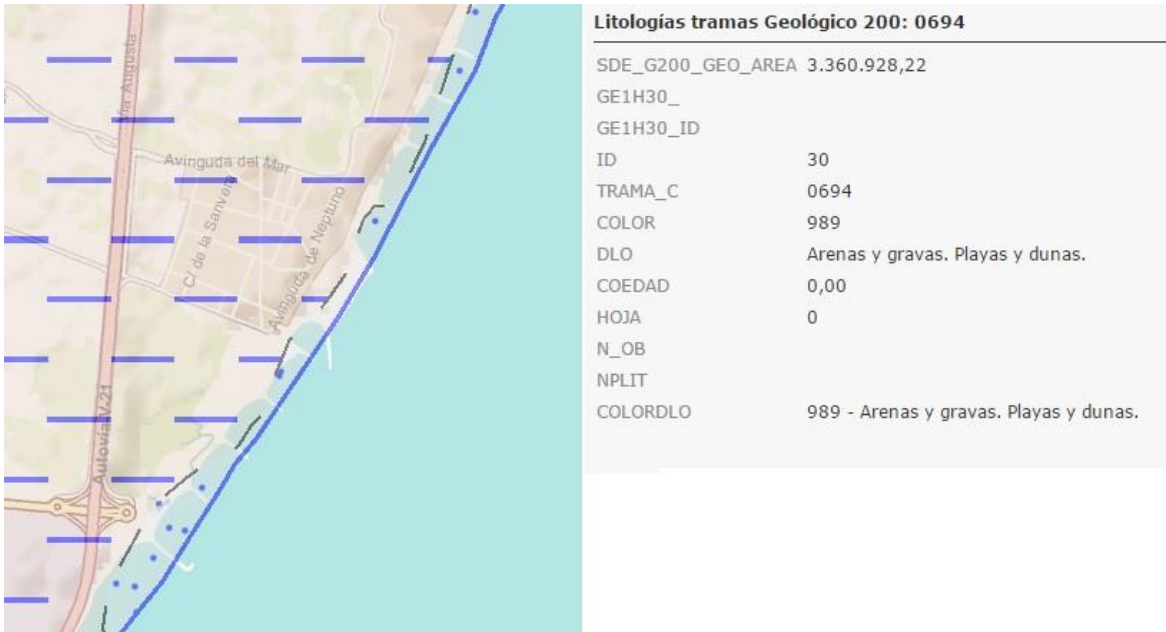 Vía Augusta
Avinguda del Mar
C/ de la Sanvera
Avinguda de Neptuno
Autovía V-21
Litologías tramas Geológico 200: 0694
SDE_G200_GEO_AREA 3.360.928,22
GE1H30_
GE1H30_ID
ID 30
TRAMA_C 0694
COLOR 989
DLO Arenas y gravas. Playas y dunas.
COEDAD 0,00
HOJA 0
N_OB
NPLIT
COLORDLO 989 - Arenas y gravas. Playas y dunas.